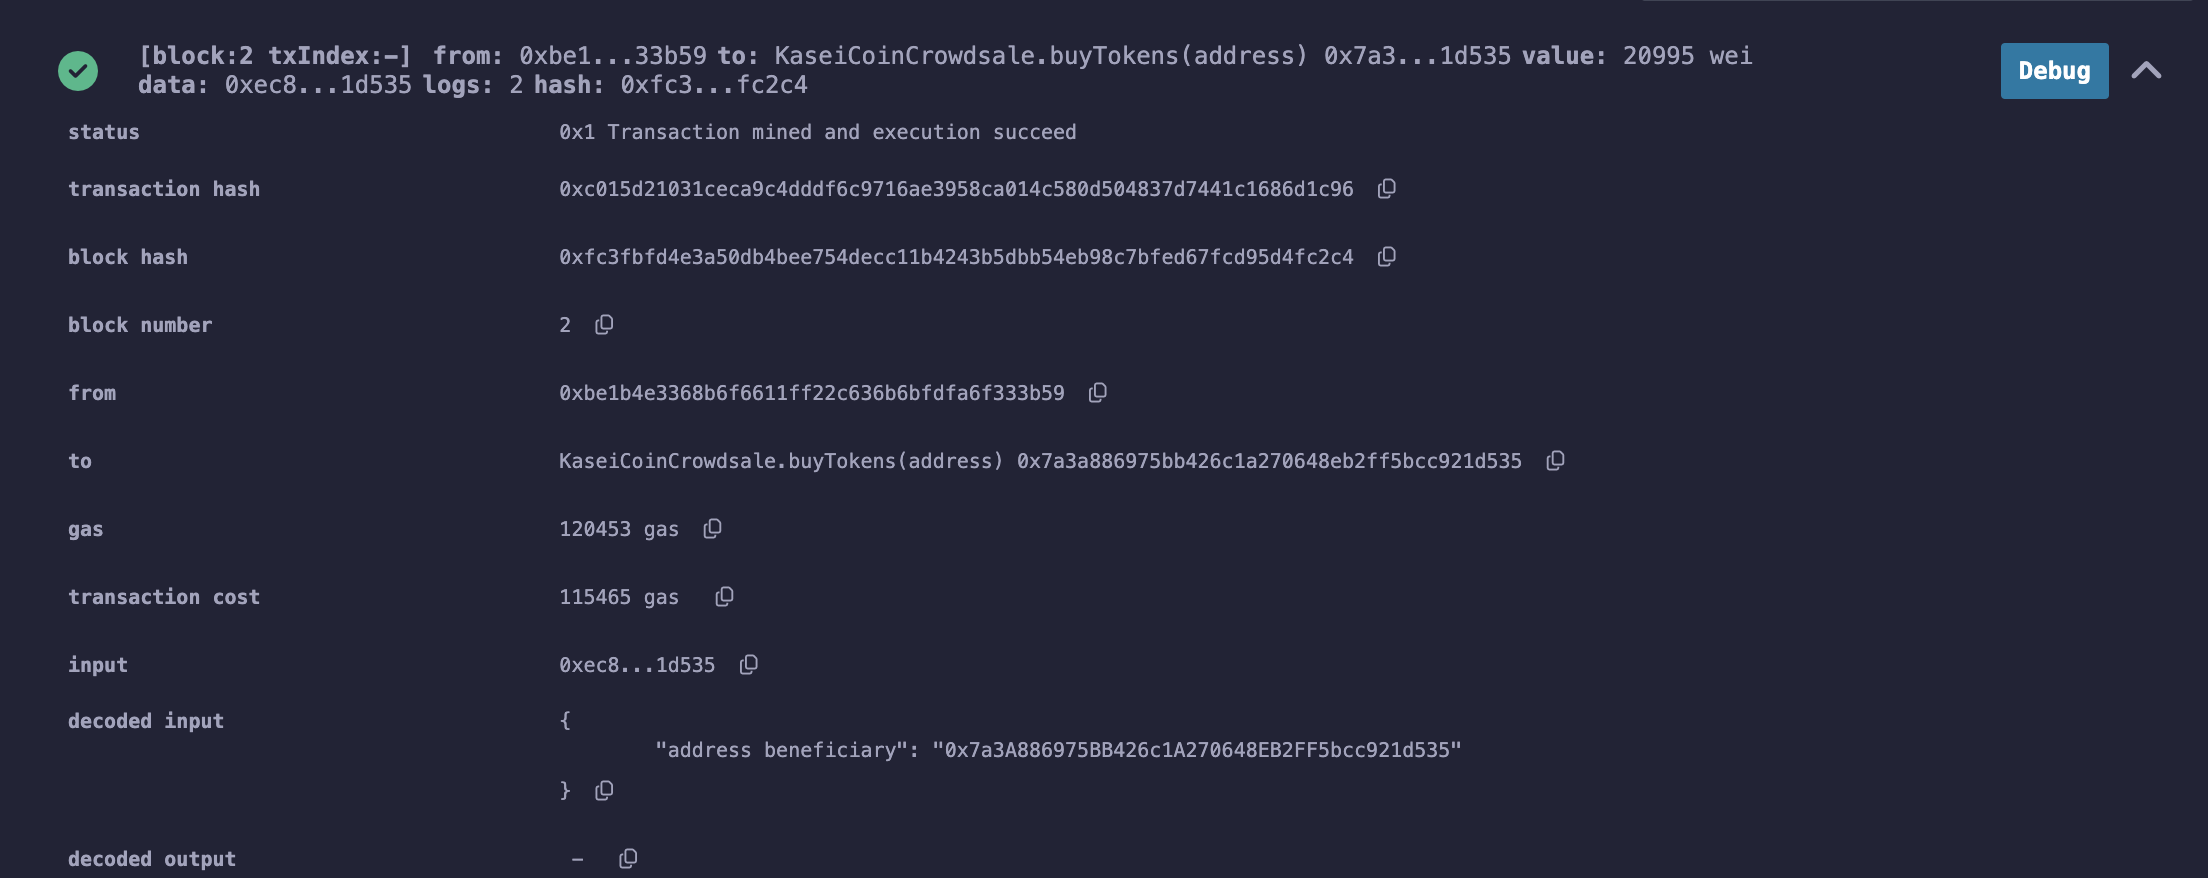 [block:2 txIndex:-] from: 0xbe1...33b59 to: KaseiCoinCrowdsale.buyTokens(address) 0x7a3...1d535 value: 20995 wei
data: 0xec8...1d535 logs: 2 hash: 0xfc3...fc2c4
Debug
status 0x1 Transaction mined and execution succeed
transaction hash 0xc015d21031ceca9c4dddf6c9716ae3958ca014c580d504837d7441c1686d1c96
block hash 0xfc3fbfd4e3a50db4bee754decc11b4243b5dbb54eb98c7bfed67fcd95d4fc2c4
block number 2
from 0xbe1b4e3368b6f6611ff22c636b6bfdfa6f333b59
to KaseiCoinCrowdsale.buyTokens(address) 0x7a3a886975bb426c1a270648eb2ff5bcc921d535
gas 120453 gas
transaction cost 115465 gas
input 0xec8...1d535
decoded input {
"address beneficiary": "0x7a3A886975BB426c1A270648EB2FF5bcc921d535"
}
decoded output -